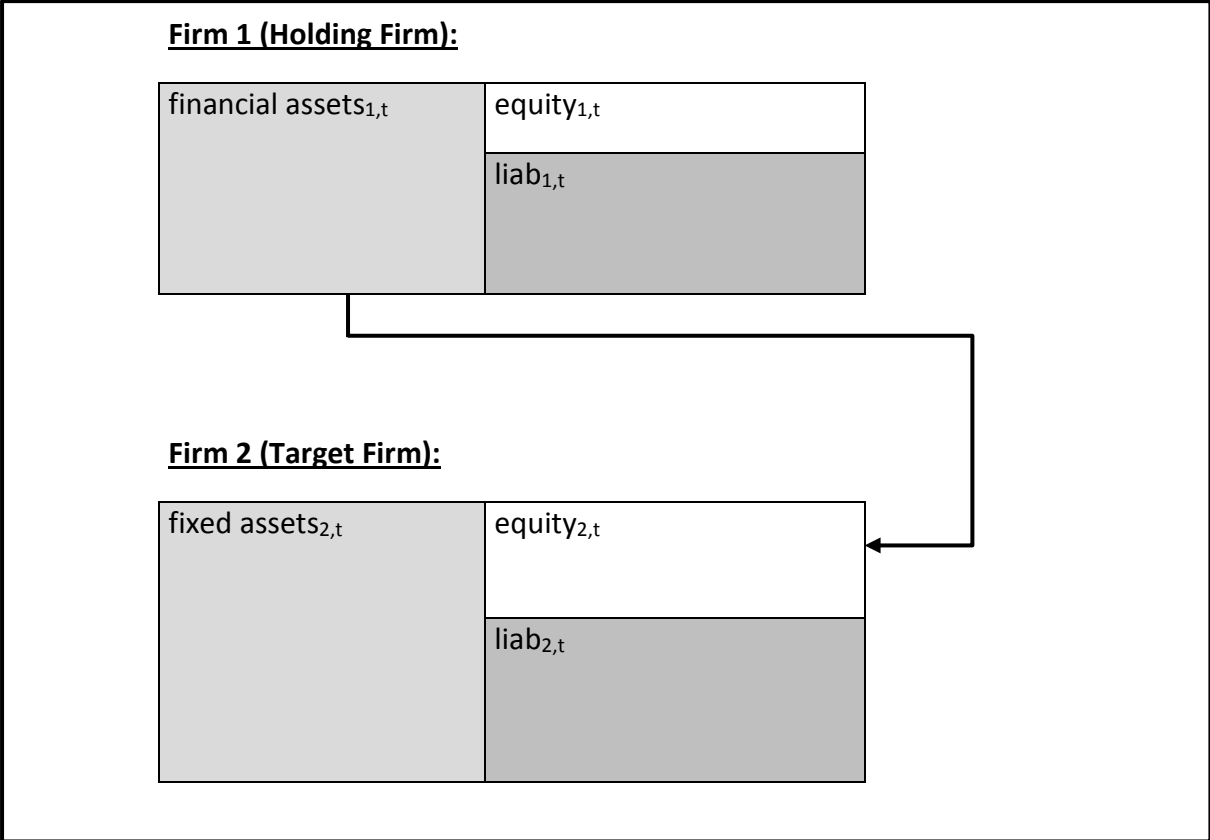 Firm 1 (Holding Firm):
financial assets1,t
equity1,t
liab1,t
Firm 2 (Target Firm):
fixed assets2,t
equity2,t
liab2,t